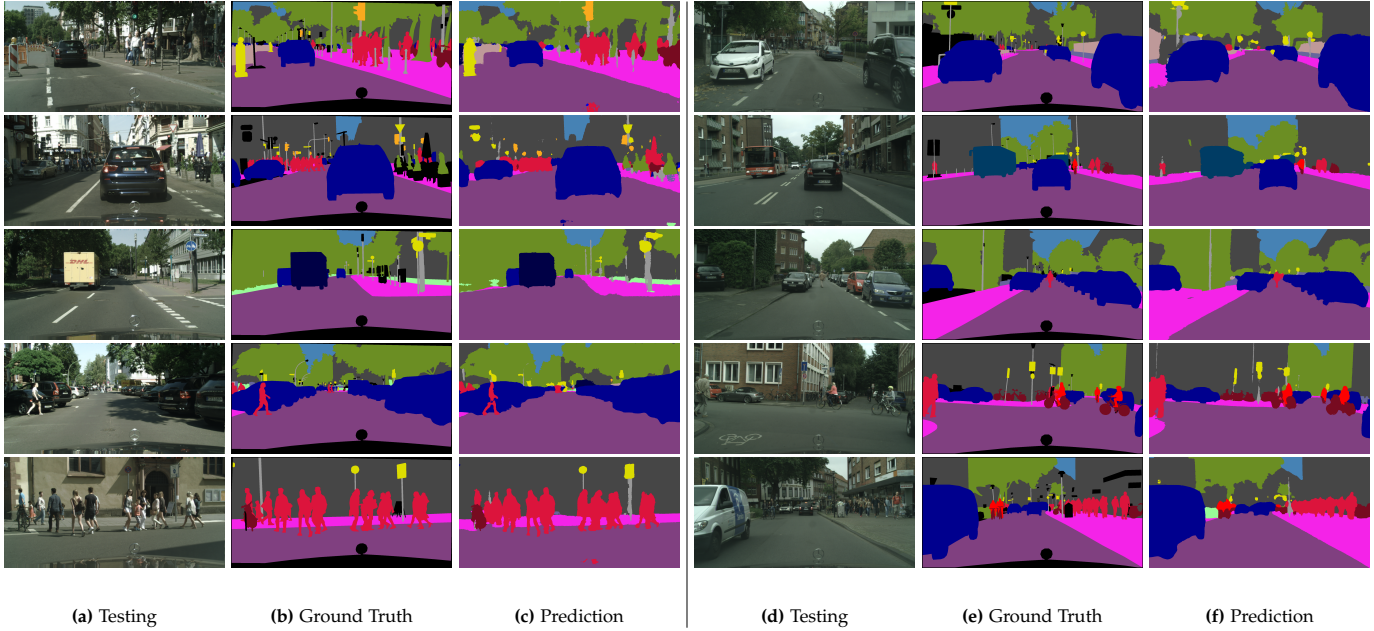 (a) Testing
(b) Ground Truth
(c) Prediction
(d) Testing
(e) Ground Truth
(f) Prediction